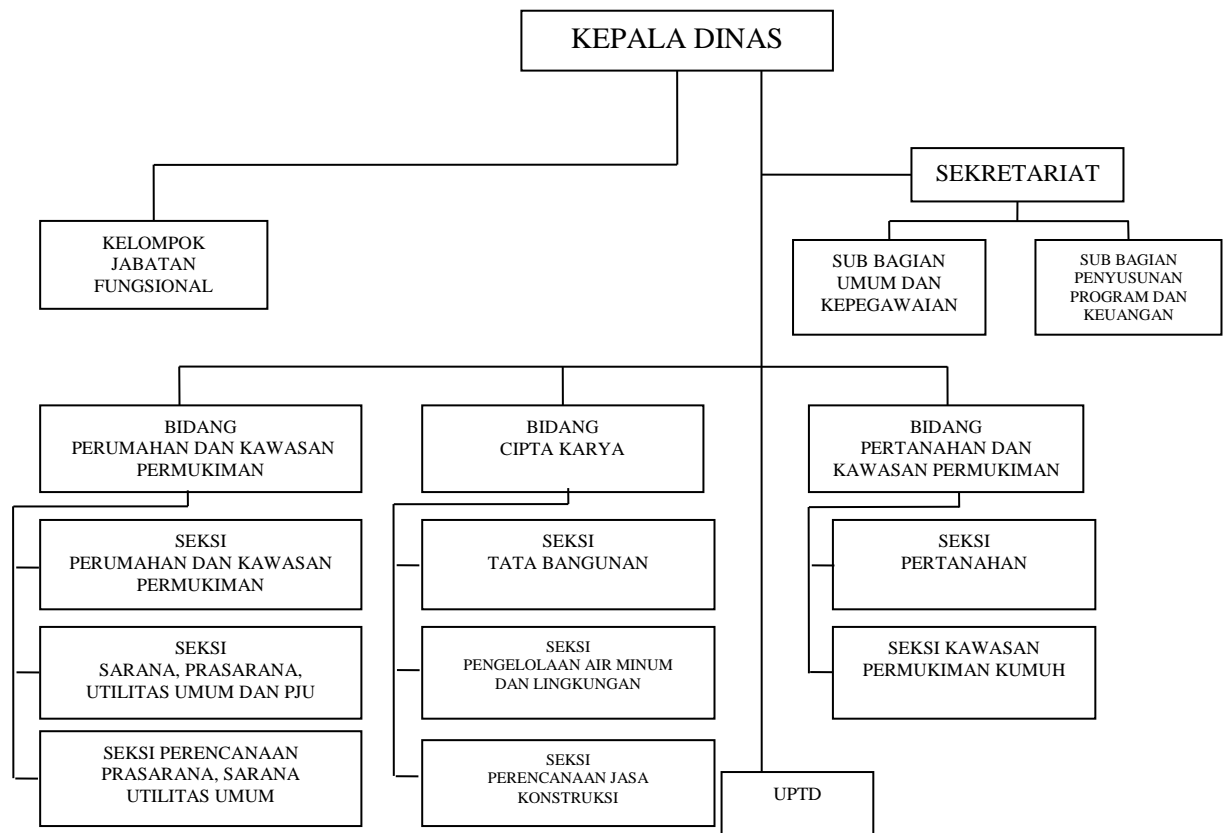 KEPALA DINAS
SEKRETARIAT
KELOMPOK
JABATAN
FUNGSIONAL
SUB BAGIAN
UMUM DAN
KEPEGAWAIAN
SUB BAGIAN
PENYUSUNAN
PROGRAM DAN
KEUANGAN
BIDANG
PERUMAHAN DAN KAWASAN
PERMUKIMAN
BIDANG
CIPTA KARYA
BIDANG
PERTANAHAN DAN
KAWASAN PERMUKIMAN
SEKSI
PERUMAHAN DAN KAWASAN
PERMUKIMAN
SEKSI
TATA BANGUNAN
SEKSI
PERTANAHAN
SEKSI
SARANA, PRASARANA,
UTILITAS UMUM DAN PJU
SEKSI
PENGELOLAAN AIR MINUM
DAN LINGKUNGAN
SEKSI KAWASAN
PERMUKIMAN KUMUH
SEKSI PERENCANAAN
PRASARANA, SARANA
UTILITAS UMUM
SEKSI
PERENCANAAN JASA
KONSTRUKSI
UPTD